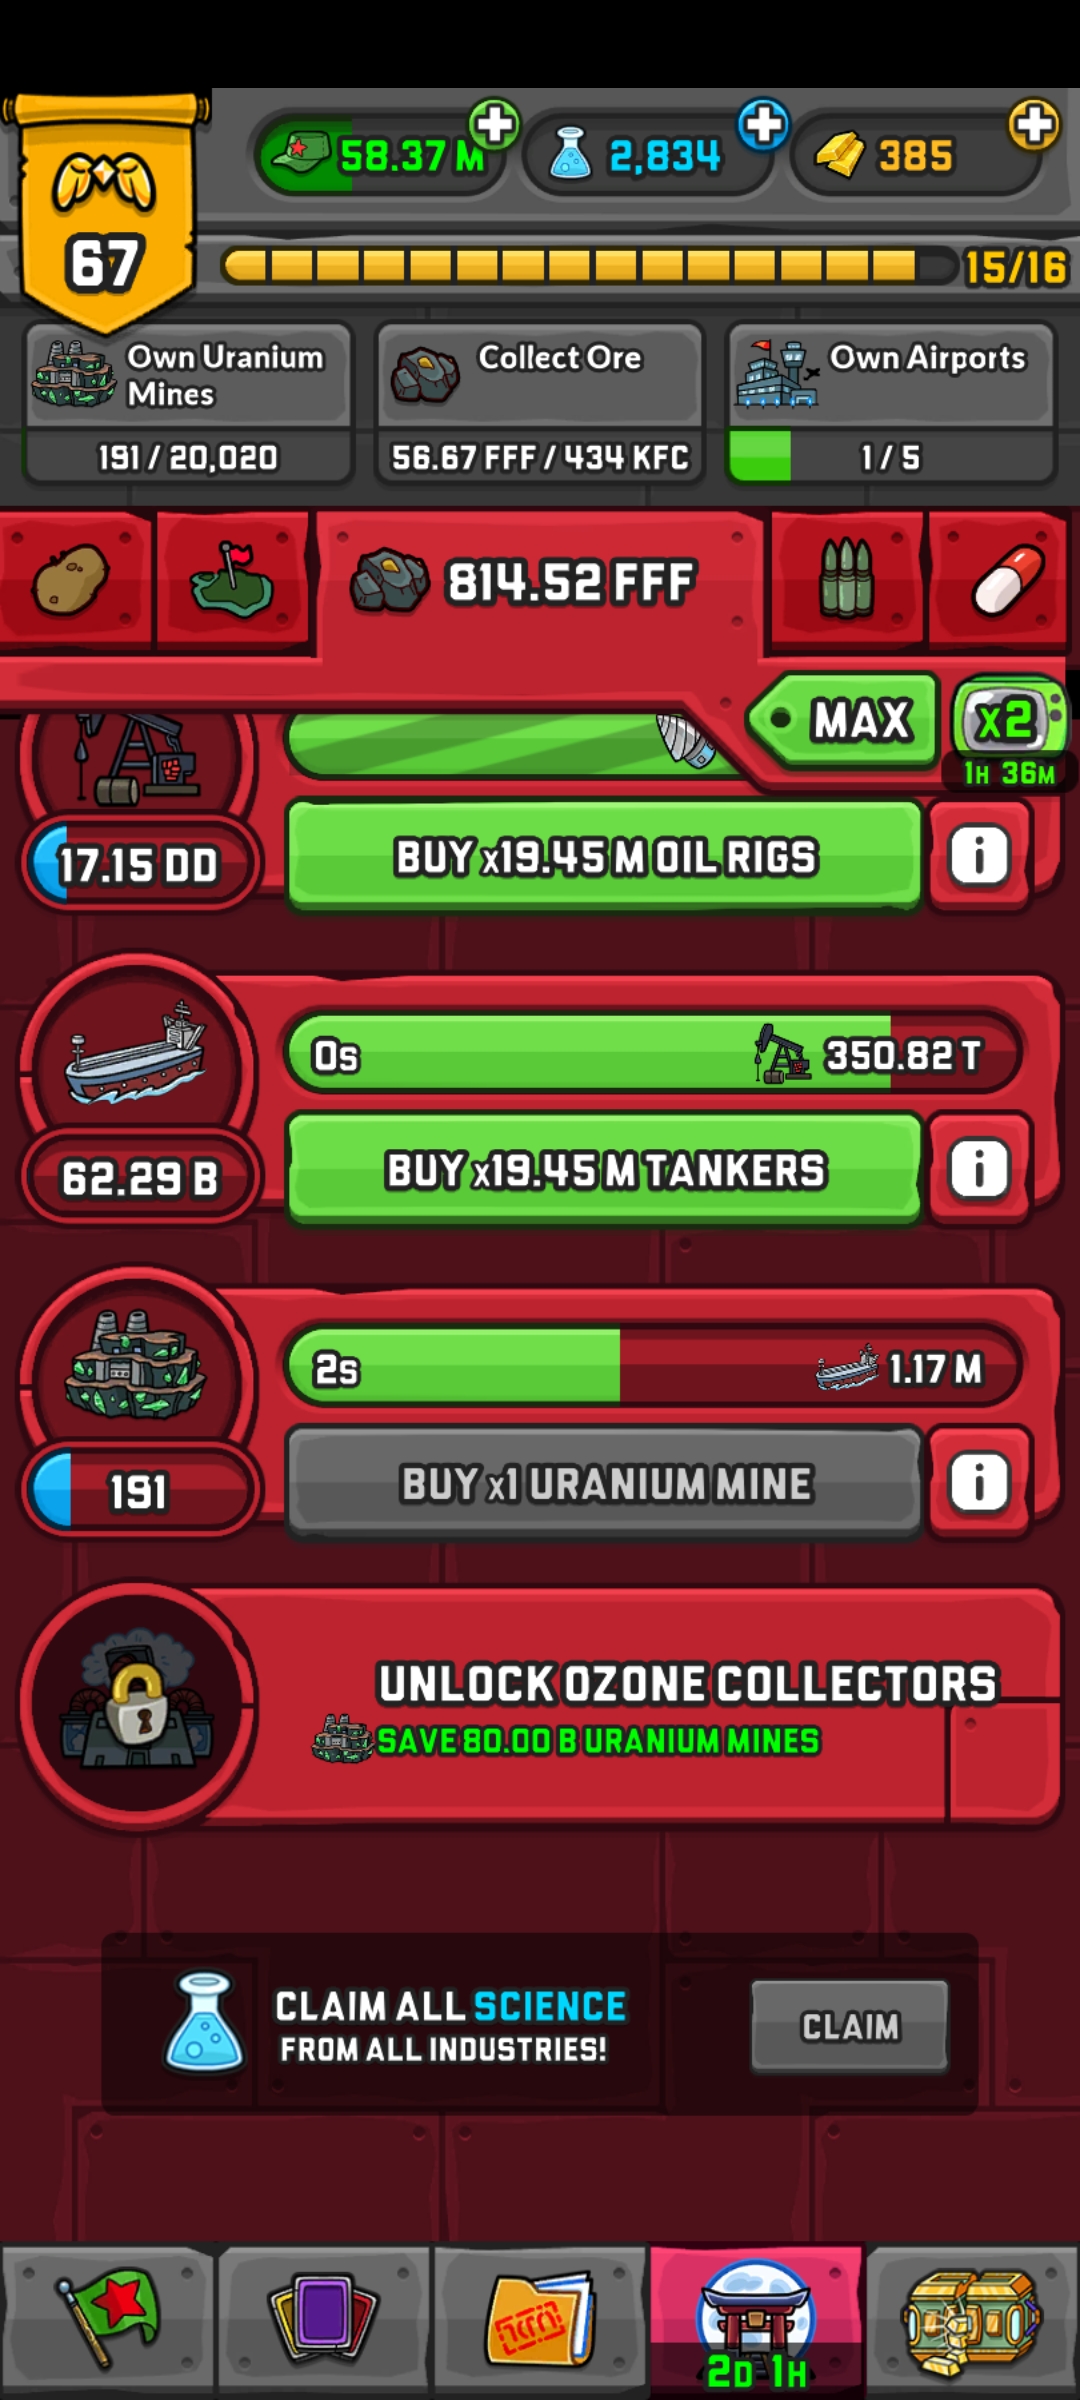 58.37 M
2,834
385
67
15/16
Own Uranium
Mines
191 / 20,020
Collect Ore
56.67 FFF / 434 KFC
Own Airports
1 / 5
814.52 FFF
MAX
x2
1H 36M
17.15 DD
BUY x19.45 M OIL RIGS
i
0s
350.82 T
62.29 B
BUY x19.45 M TANKERS
i
2s
1.17 M
191
BUY x1 URANIUM MINE
i
UNLOCK OZONE COLLECTORS
SAVE 80.00 B URANIUM MINES
CLAIM ALL SCIENCE
FROM ALL INDUSTRIES!
CLAIM
2D 1H